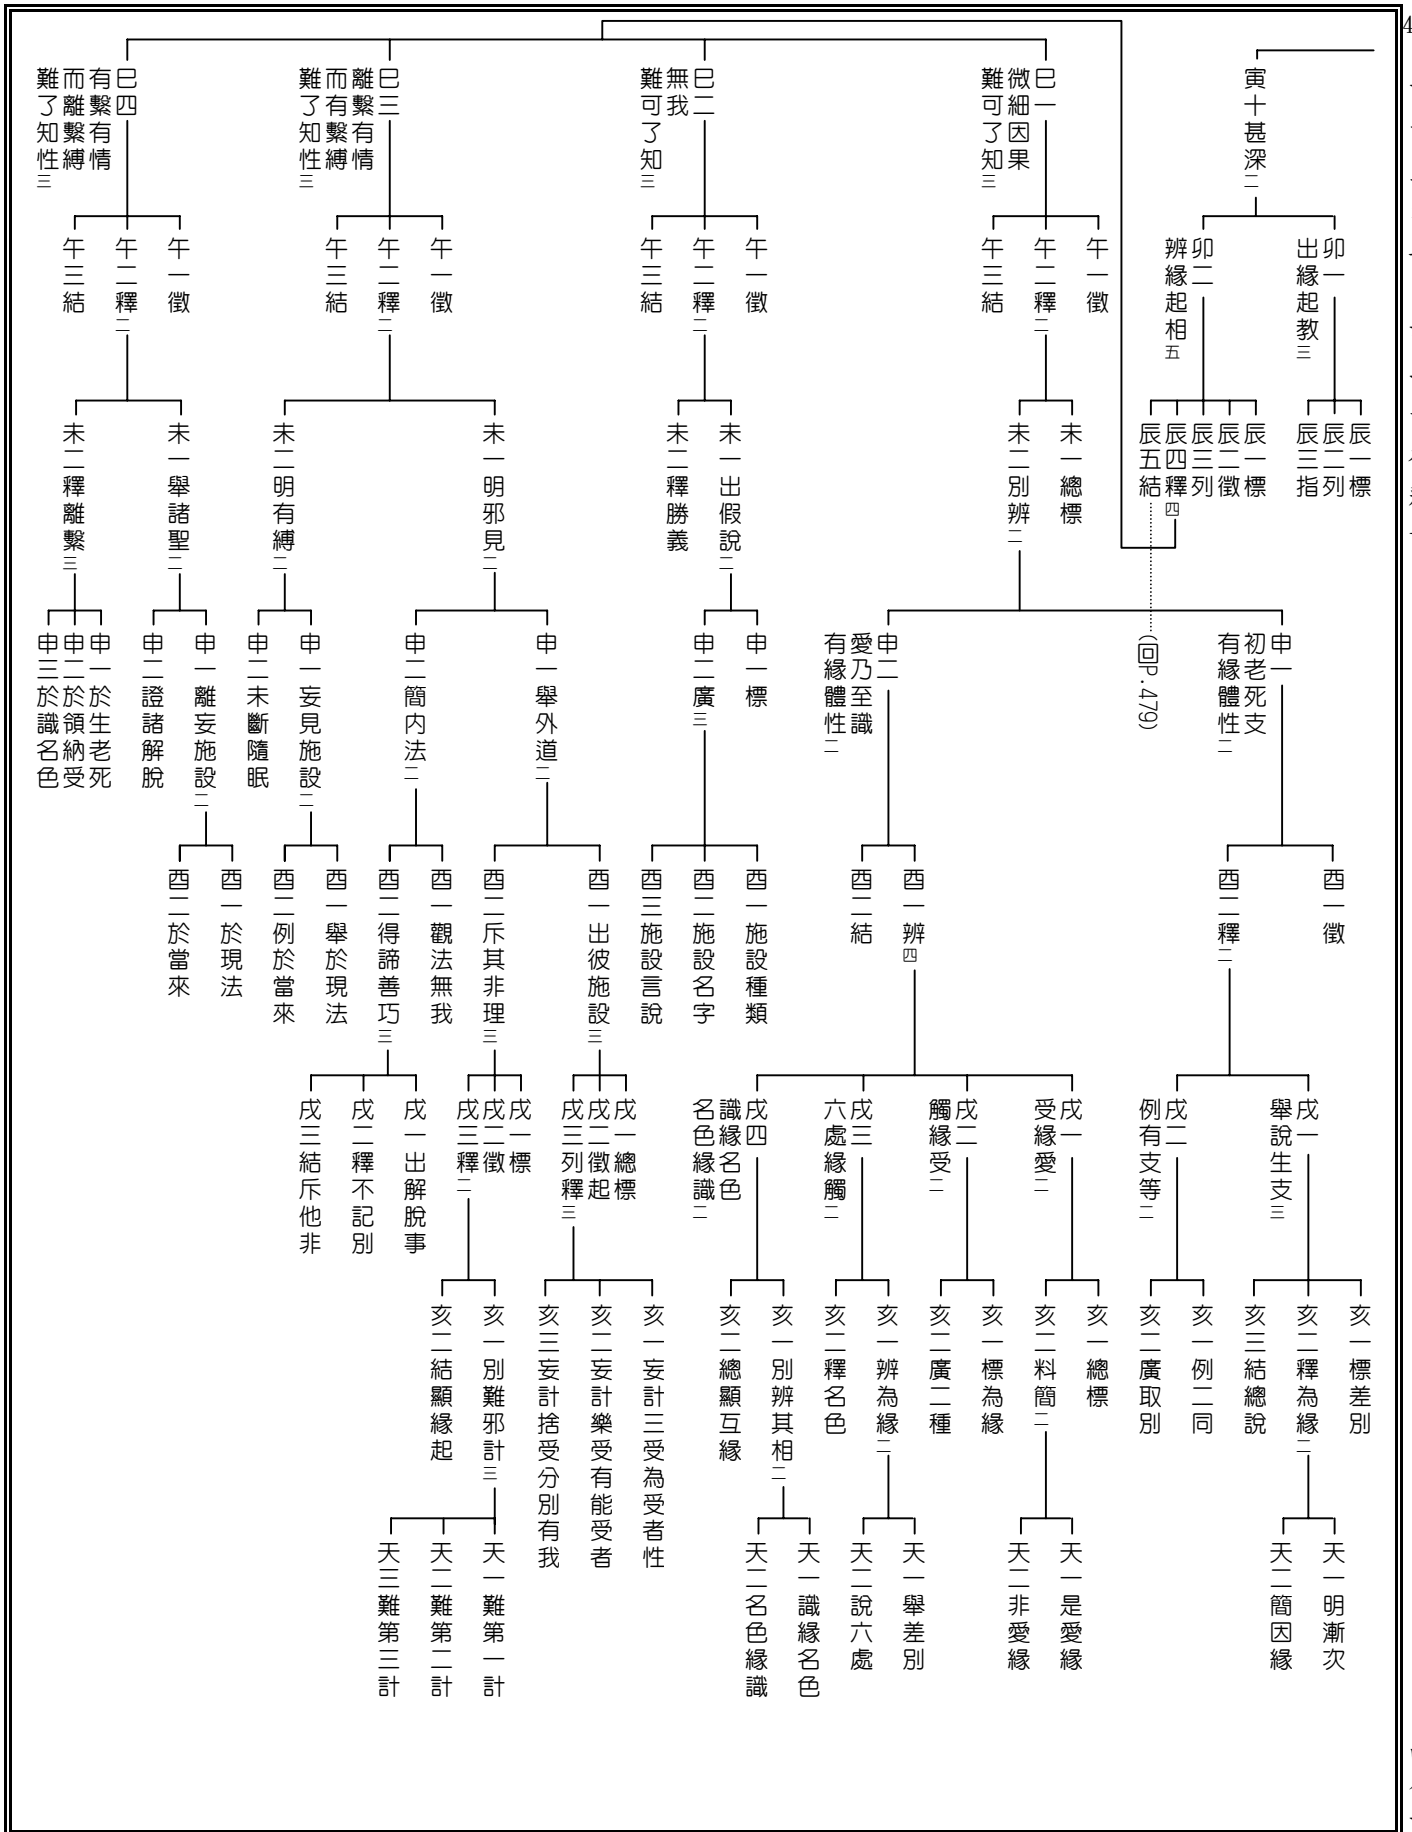 寅十甚深二
卯一
出緣起教三
辰一標
辰二列
辰三指
卯二
辨緣起相五
辰一標
辰二徵
辰三列
辰四釋四
辰五結
(回P.479)
巳一
微細因果
難可了知三
午一徵
午二釋二
未一總標
未二別辨二
申一
初老死支
有緣體性二
酉一徵
酉二釋二
戌一
舉說生支三
亥一標差別
亥二釋為緣二
天一明漸次
天二簡因緣
亥三結總說
戌二
例有支等二
亥一例二同
亥二廣取別
申二
愛乃至識
有緣體性二
酉一辨四
戌一
受緣愛二
亥一總標
亥二料簡二
天一是愛緣
天二非愛緣
戌二
觸緣受二
亥一標為緣
亥二廣二種
戌三
六處緣觸二
亥一辨為緣二
天一舉差別
天二說六處
亥二釋名色
戌四
識緣名色
名色緣識二
亥一別辨其相二
天一識緣名色
天二名色緣識
亥二總顯互緣
酉二結
午三結
巳二
無我
難可了知三
午一徵
午二釋二
未一出假說二
申一標
申二廣三
酉一施設種類
酉二施設名字
酉三施設言說
未二釋勝義
午三結
巳三
離繫有情
而有繫縛
難了知性三
午一徵
午二釋二
未一明邪見二
申一舉外道二
酉一出彼施設三
戌一總標
戌二徵起
戌三列釋三
亥一妄計三受為受者性
亥二妄計樂受有能受者
亥三妄計捨受分別有我
酉二斥其非理三
戌一標
戌二徵
戌三釋二
亥一別難邪計三
天一難第一計
天二難第二計
天三難第三計
亥二結顯緣起
申二簡內法二
酉一觀法無我
酉二得諦善巧三
戌一出解脫事
戌二釋不記別
戌三結斥他非
未二明有縛二
申一妄見施設二
酉一舉於現法
酉二例於當來
申二未斷隨眠
午三結
巳四
有繫有情
而離繫縛
難了知性三
午一徵
午二釋二
未一舉諸聖二
申一離妄施設二
酉一於現法
酉二於當來
申二證諸解脫
未二釋離繫三
申一於生老死
申二於領納受
申三於識名色
午三結